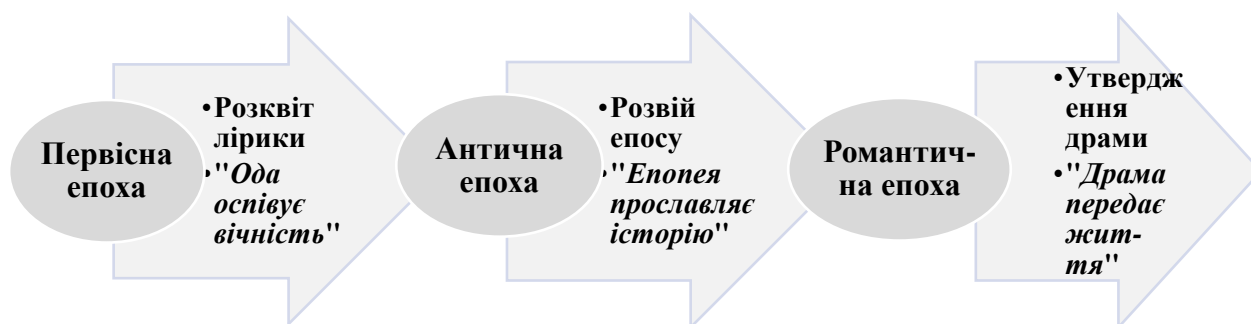 Первісна
епоха
•Розквіт
лірики
•"Ода
оспівує
вічність"
Антична
епоха
•Розвій
епосу
•"Епопея
прославляє
історію"
Романтич-
на епоха
•Утвердж
ення
драми
•"Драма
передає
жит-
тя"